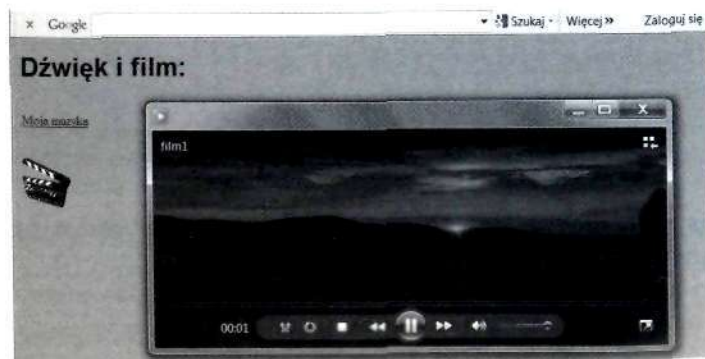 x Google Szukaj Więcej » Zaloguj się
Dźwięk i film:
Moja muzyka
film1
00:01